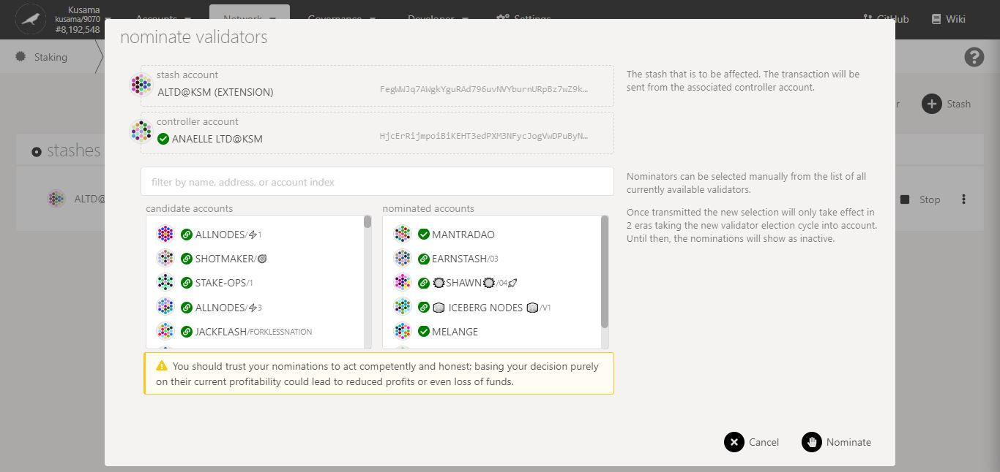 Kusama
kusama/9070
#8,192,548
Accounts
Network
Governance
Developer
Settings
GitHub
Wiki
Staking
nominate validators
stash account
ALTD@KSM (EXTENSION)
FegWWJq7AWgkYguRAd796uvNVYburnURpBz7wZ9k…
The stash that is to be affected. The transaction will be
sent from the associated controller account.
controller account
ANAELLE LTD@KSM
HjcErRijmpoiBiKEHT3edPXM3NFycJogVwDPuByN…
r
Stash
stashes
ALTD@
Stop
filter by name, address, or account index
Nominators can be selected manually from the list of all
currently available validators.
Once transmitted the new selection will only take effect in
2 eras taking the new validator election cycle into account.
Until then, the nominations will show as inactive.
candidate accounts
ALLNODES/⚡1
SHOTMAKER/
STAKE-OPS/1
ALLNODES/⚡3
JACKFLASH/FORKLESSNATION
nominated accounts
MANTRADAO
EARNSTASH/03
SHAWN/04🚀
ICEBERG NODES /V1
MELANGE
You should trust your nominations to act competently and honest; basing your decision purely
on their current profitability could lead to reduced profits or even loss of funds.
Cancel
Nominate